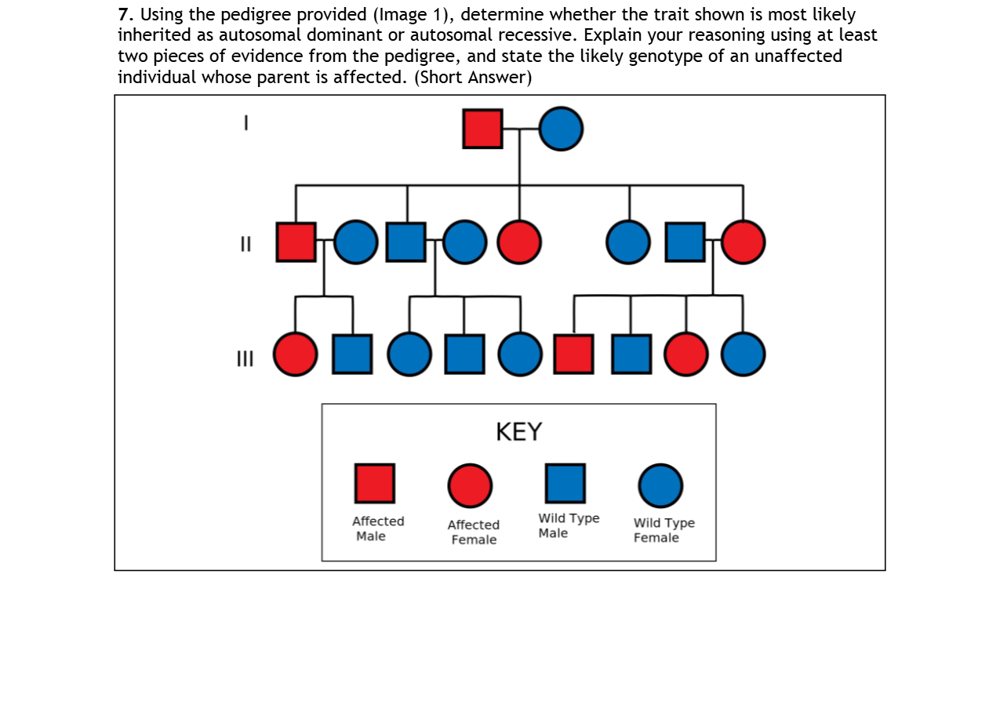 7. Using the pedigree provided (Image 1), determine whether the trait shown is most likely
inherited as autosomal dominant or autosomal recessive. Explain your reasoning using at least
two pieces of evidence from the pedigree, and state the likely genotype of an unaffected
individual whose parent is affected. (Short Answer)
I
II
III
KEY
Affected
Male
Affected
Female
Wild Type
Male
Wild Type
Female